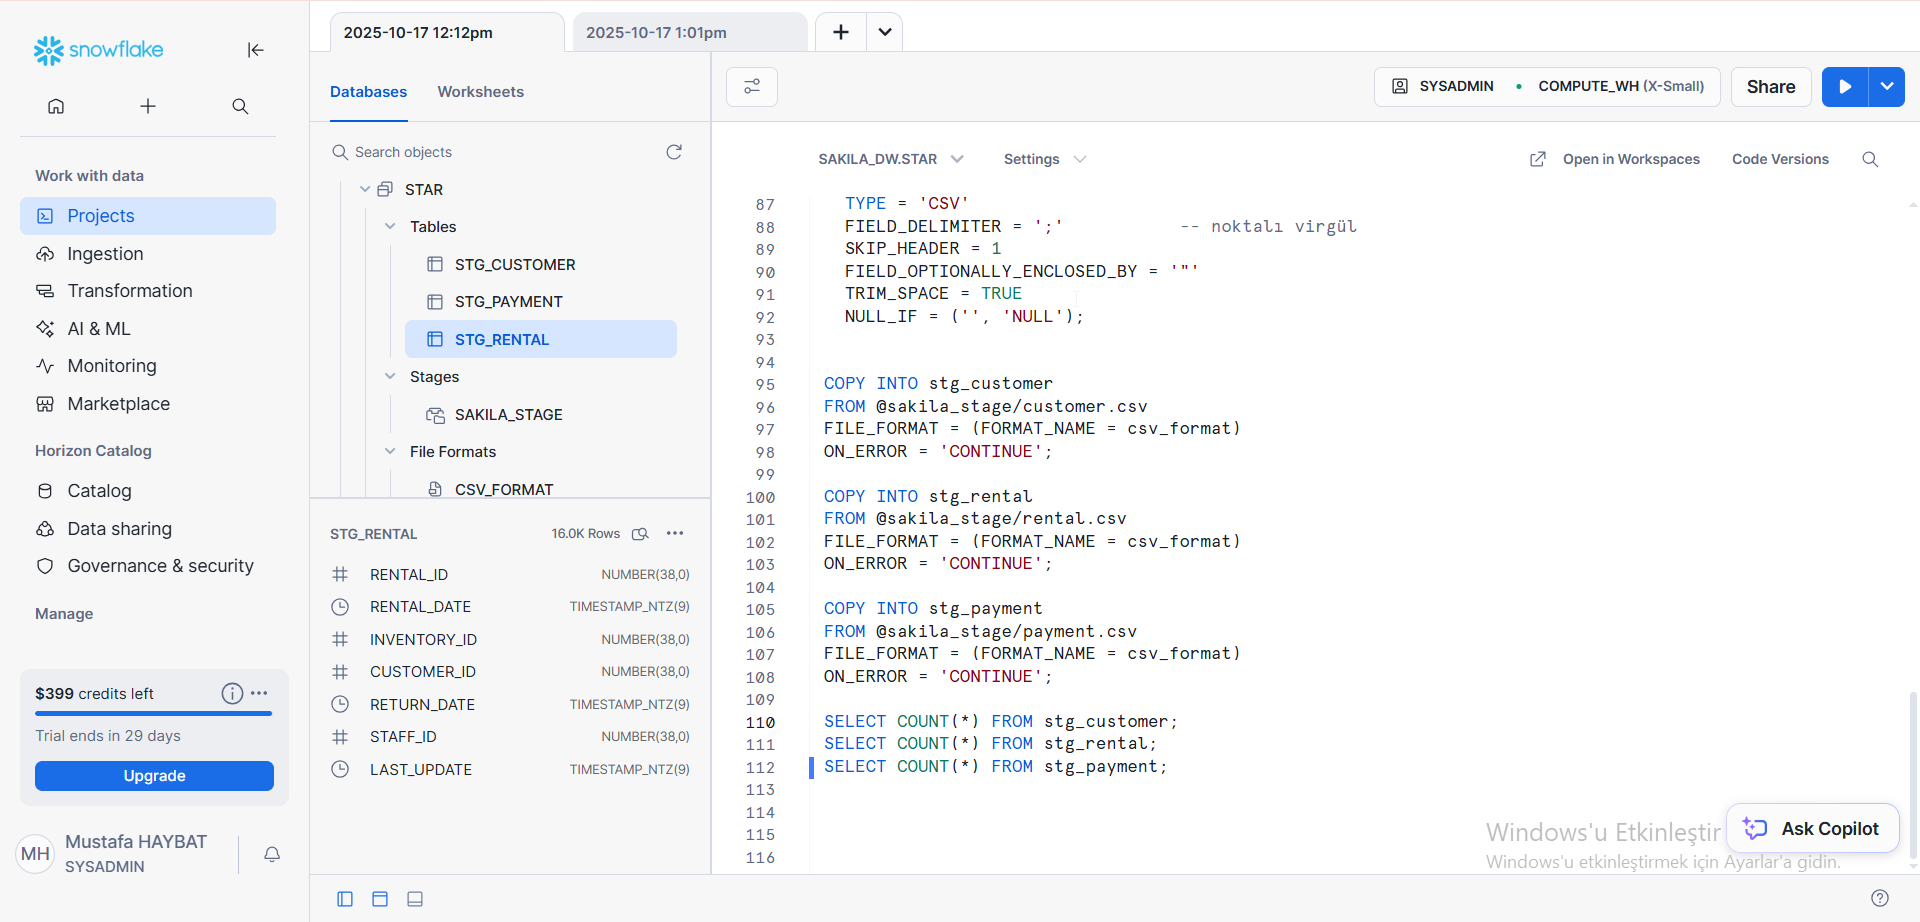 snowflake
Work with data
Projects
Ingestion
Transformation
AI & ML
Monitoring
Marketplace
Horizon Catalog
Catalog
Data sharing
Governance & security
Manage
$399 credits left
Trial ends in 29 days
Upgrade
MH
Mustafa HAYBAT
SYSADMIN
2025-10-17 12:12pm
2025-10-17 1:01pm
Databases
Worksheets
Search objects
STAR
Tables
STG_CUSTOMER
STG_PAYMENT
STG_RENTAL
Stages
SAKILA_STAGE
File Formats
CSV_FORMAT
STG_RENTAL 16.0K Rows
RENTAL_ID NUMBER(38,0)
RENTAL_DATE TIMESTAMP_NTZ(9)
INVENTORY_ID NUMBER(38,0)
CUSTOMER_ID NUMBER(38,0)
RETURN_DATE TIMESTAMP_NTZ(9)
STAFF_ID NUMBER(38,0)
LAST_UPDATE TIMESTAMP_NTZ(9)
SYSADMIN COMPUTE_WH (X-Small)
Share
SAKILA_DW.STAR
Settings
Open in Workspaces
Code Versions
87 TYPE = 'CSV'
88 FIELD_DELIMITER = ';' -- noktalı virgül
89 SKIP_HEADER = 1
90 FIELD_OPTIONALLY_ENCLOSED_BY = '"'
91 TRIM_SPACE = TRUE
92 NULL_IF = ('', 'NULL');
93
94
95 COPY INTO stg_customer
96 FROM @sakila_stage/customer.csv
97 FILE_FORMAT = (FORMAT_NAME = csv_format)
98 ON_ERROR = 'CONTINUE';
99
100 COPY INTO stg_rental
101 FROM @sakila_stage/rental.csv
102 FILE_FORMAT = (FORMAT_NAME = csv_format)
103 ON_ERROR = 'CONTINUE';
104
105 COPY INTO stg_payment
106 FROM @sakila_stage/payment.csv
107 FILE_FORMAT = (FORMAT_NAME = csv_format)
108 ON_ERROR = 'CONTINUE';
109
110 SELECT COUNT(*) FROM stg_customer;
111 SELECT COUNT(*) FROM stg_rental;
112 SELECT COUNT(*) FROM stg_payment;
113
114
115
116
Windows'u Etkinleştir
Windows'u etkinleştirmek için Ayarlar'a gidin.
Ask Copilot